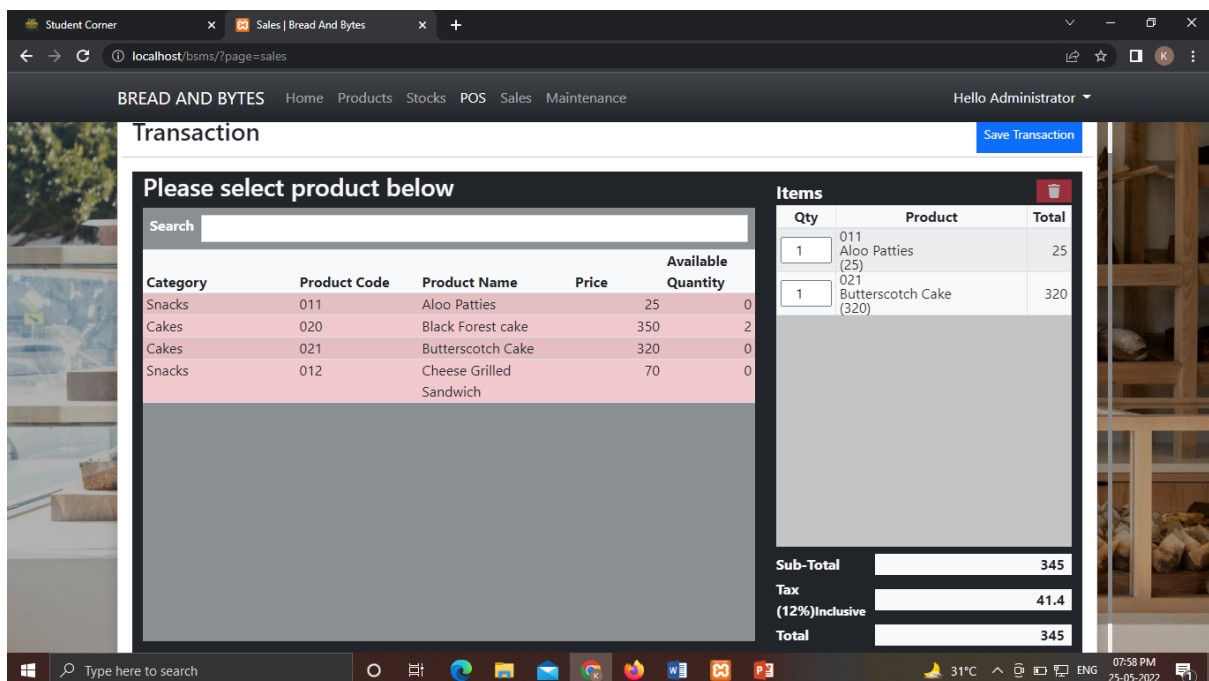 Student Corner
Sales | Bread And Bytes
localhost/bsms/?page=sales
K
BREAD AND BYTES Home Products Stocks POS Sales Maintenance Hello Administrator
Transaction
Save Transaction
Please select product below
Search
Category Product Code Product Name Price Available Quantity
Snacks 011 Aloo Patties 25 0
Cakes 020 Black Forest cake 350 2
Cakes 021 Butterscotch Cake 320 0
Snacks 012 Cheese Grilled 70 0
Sandwich
Items
Qty Product Total
1 011
Aloo Patties 25
(25)
1 021
Butterscotch Cake 320
(320)
Sub-Total 345
Tax
(12%)Inclusive 41.4
Total 345
Type here to search
31°C ENG 07:58 PM
25-05-2022